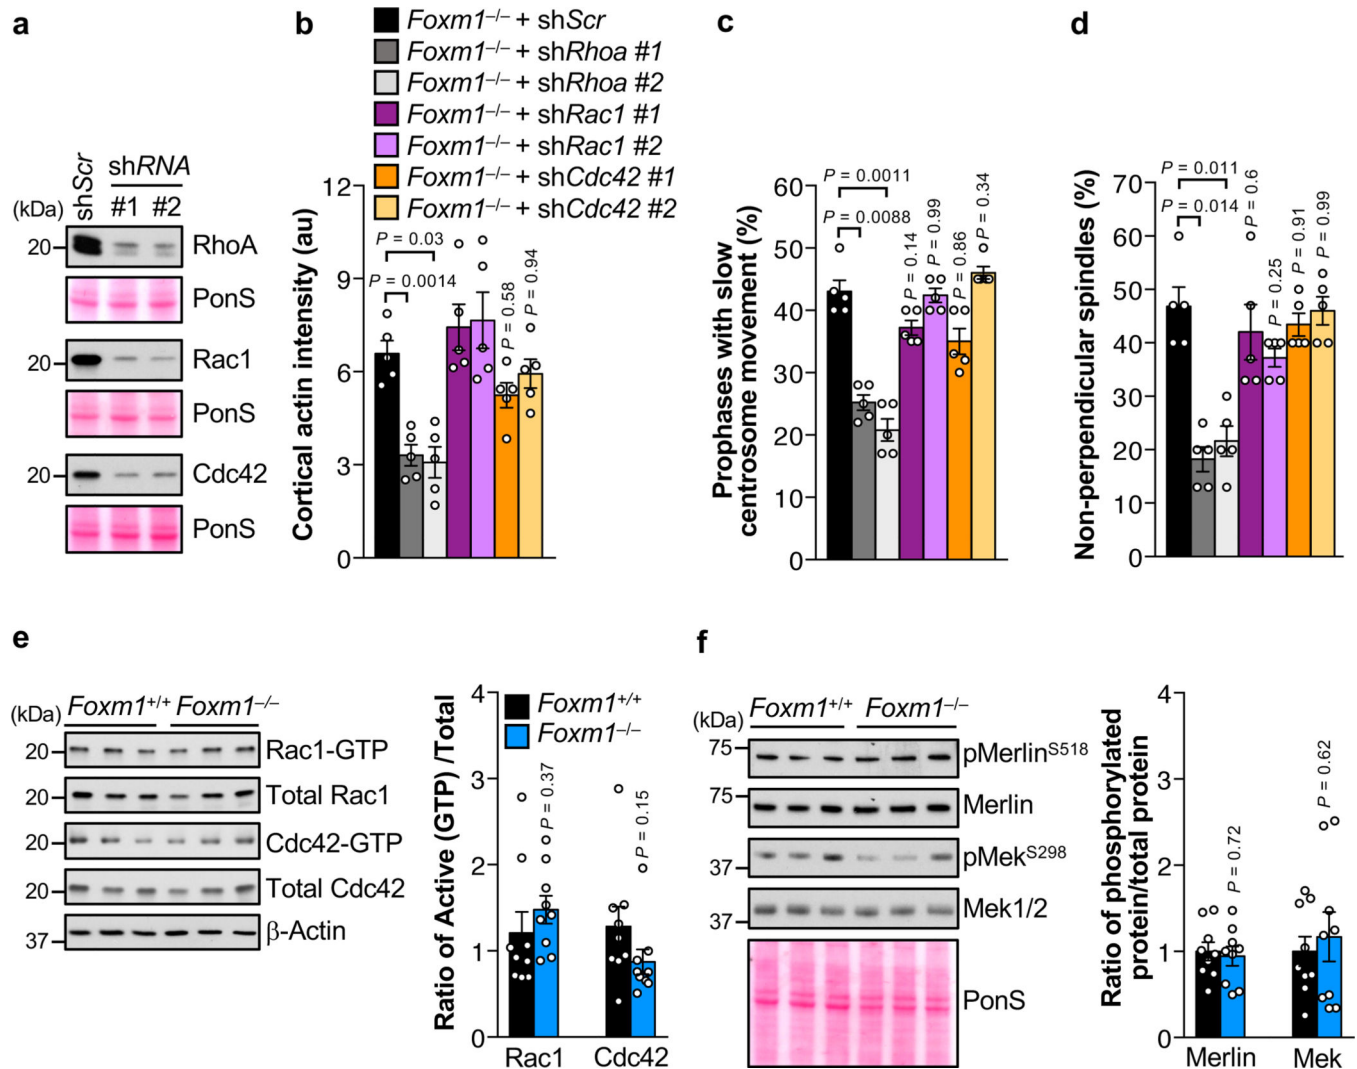 a
shScr
shRNA
(kDa)
#1 #2
20
RhoA
PonS
20
Rac1
PonS
20
Cdc42
PonS
b
Foxm1–/– + shScr
Foxm1–/– + shRhoa #1
Foxm1–/– + shRhoa #2
Foxm1–/– + shRac1 #1
Foxm1–/– + shRac1 #2
Foxm1–/– + shCdc42 #1
Foxm1–/– + shCdc42 #2
Cortical actin intensity (au)
12
9
6
3
0
P = 0.03
P = 0.0014
P = 0.58
P = 0.94
c
Prophases with slow
centrosome movement (%)
60
50
40
30
20
10
0
P = 0.0011
P = 0.0088
P = 0.14
P = 0.99
P = 0.86
P = 0.34
d
Non-perpendicular spindles (%)
70
60
50
40
30
20
10
0
P = 0.011
P = 0.014
P = 0.6
P = 0.25
P = 0.91
P = 0.99
e
(kDa)
Foxm1+/+ Foxm1–/–
20
Rac1-GTP
20
Total Rac1
20
Cdc42-GTP
20
Total Cdc42
37
β-Actin
Ratio of Active (GTP) /Total
4
3
2
1
0
Foxm1+/+
Foxm1–/–
P = 0.37
P = 0.15
Rac1 Cdc42
f
(kDa)
Foxm1+/+ Foxm1–/–
75
pMerlinS518
75
Merlin
37
pMekS298
37
Mek1/2
PonS
Ratio of phosphorylated
protein/total protein
4
3
2
1
0
P = 0.72
P = 0.62
Merlin Mek